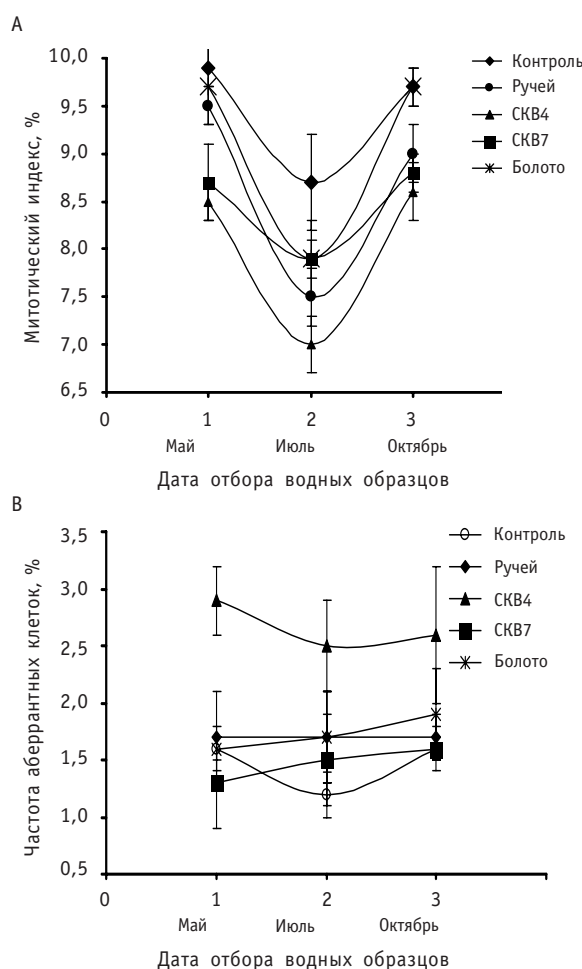 А
10,0
9,5
9,0
8,5
8,0
7,5
7,0
6,5
Митотический индекс, %
0 1 2 3
Май Июль Октябрь
Дата отбора водных образцов
Контроль
Ручей
СКВ4
СКВ7
Болото
В
3,5
3,0
2,5
2,0
1,5
1,0
0,5
Частота аберрантных клеток, %
0 1 2 3
Май Июль Октябрь
Дата отбора водных образцов
Контроль
Ручей
СКВ4
СКВ7
Болото